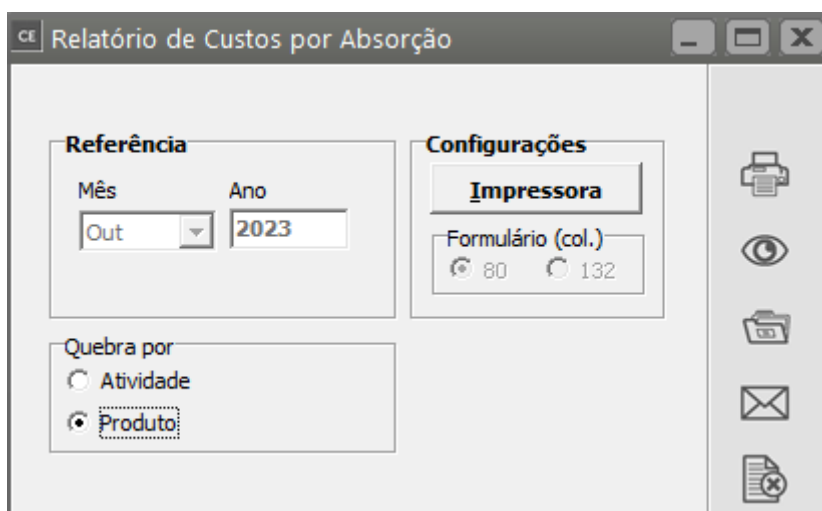 CE Relatório de Custos por Absorção
Referência
Mês Ano
Out 2023
Configurações
Impressora
Formulário (col.)
80 132
Quebra por
Atividade
Produto